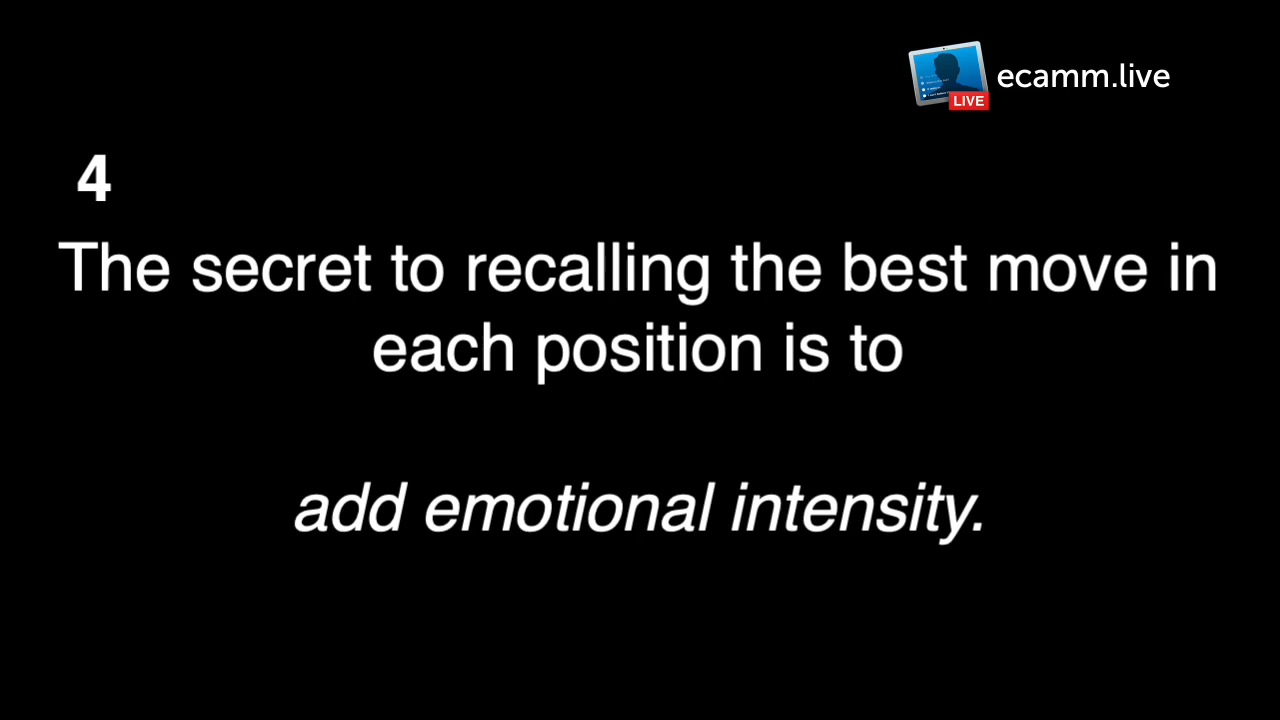 ecamm.live
LIVE
4
The secret to recalling the best move in
each position is to
add emotional intensity.